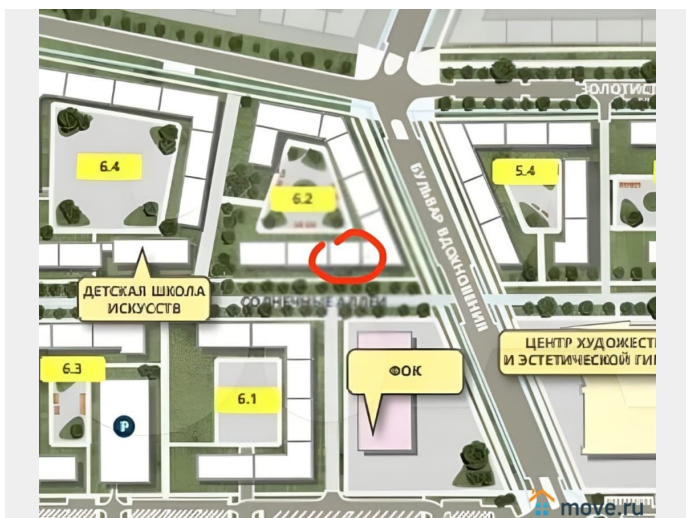 ЗОЛОТИСТ
6.4
6.2
5.4
БУЛЬВАР ВДОХНОВЕНИЯ
ДЕТСКАЯ ШКОЛА
ИСКУССТВ
СОЛНЕЧНЫЕ АЛЛЕИ
ЦЕНТР ХУДОЖЕСТ
И ЭСТЕТИЧЕСКОЙ ГИМ
6.3
ФОК
6.1
P
move.ru